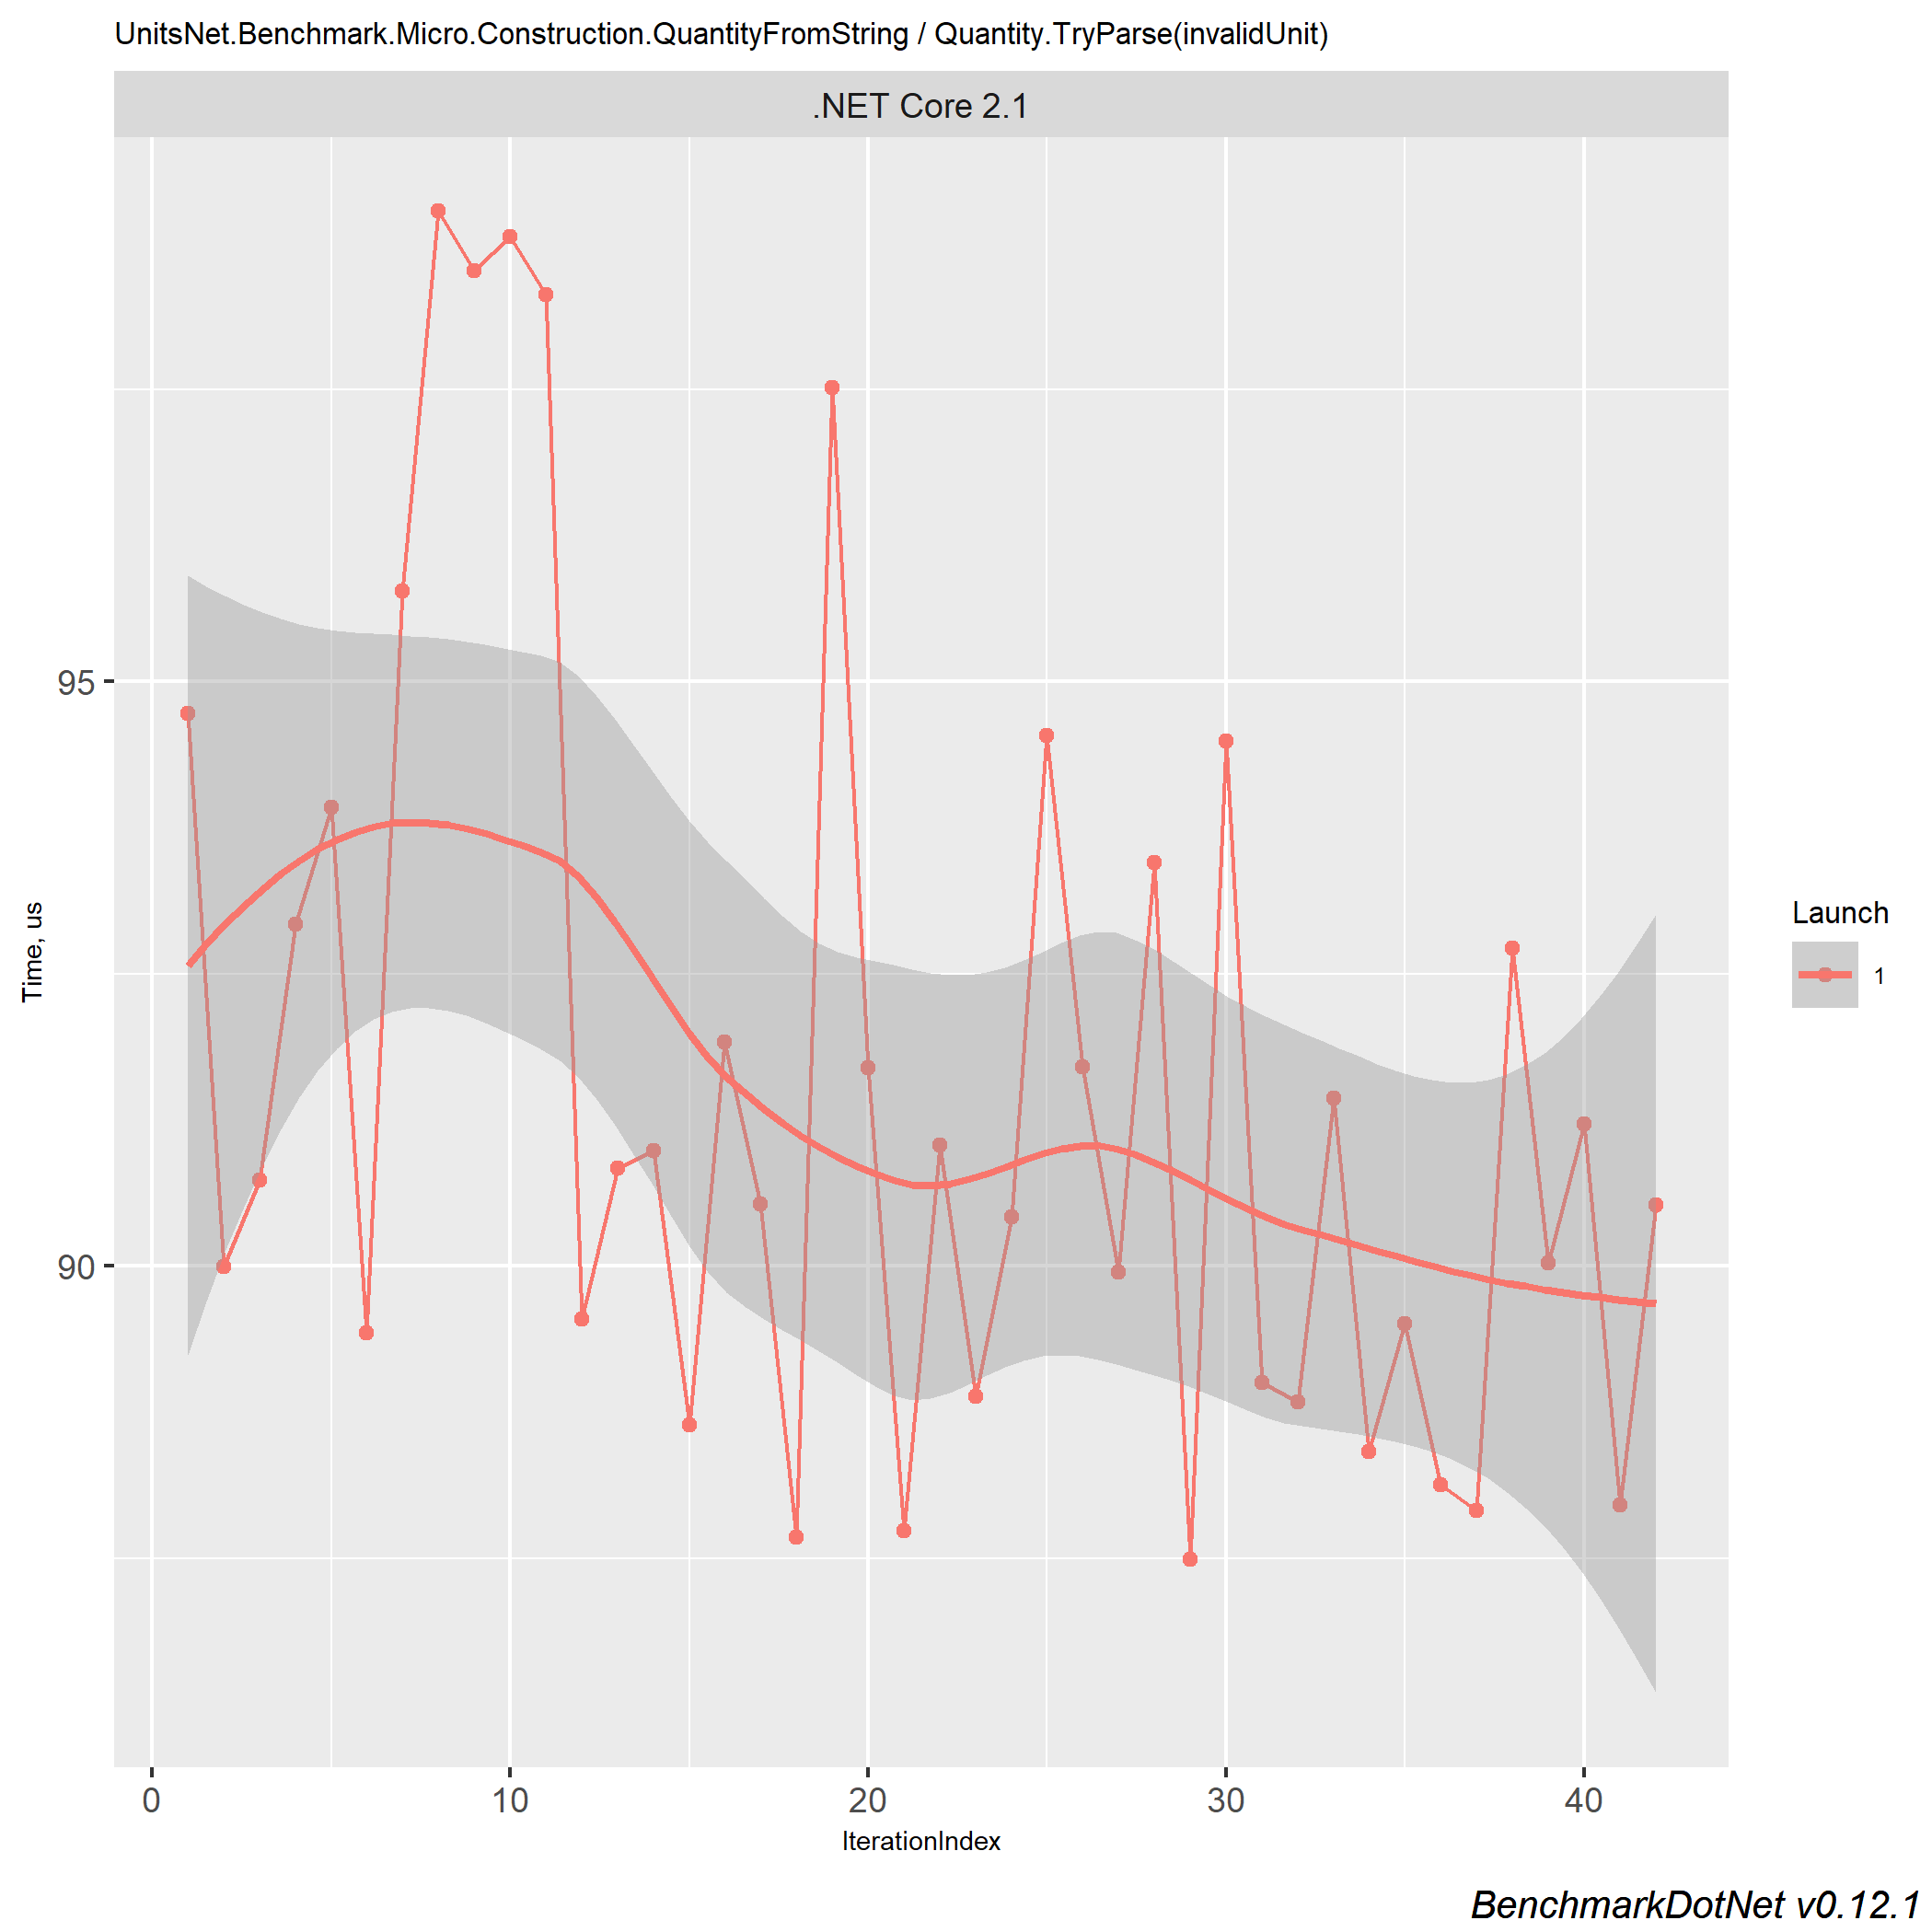 UnitsNet.Benchmark.Micro.Construction.QuantityFromString / Quantity.TryParse(invalidUnit)
.NET Core 2.1
95
90
Time, us
Launch
1
0 10 20 30 40
IterationIndex
BenchmarkDotNet v0.12.1